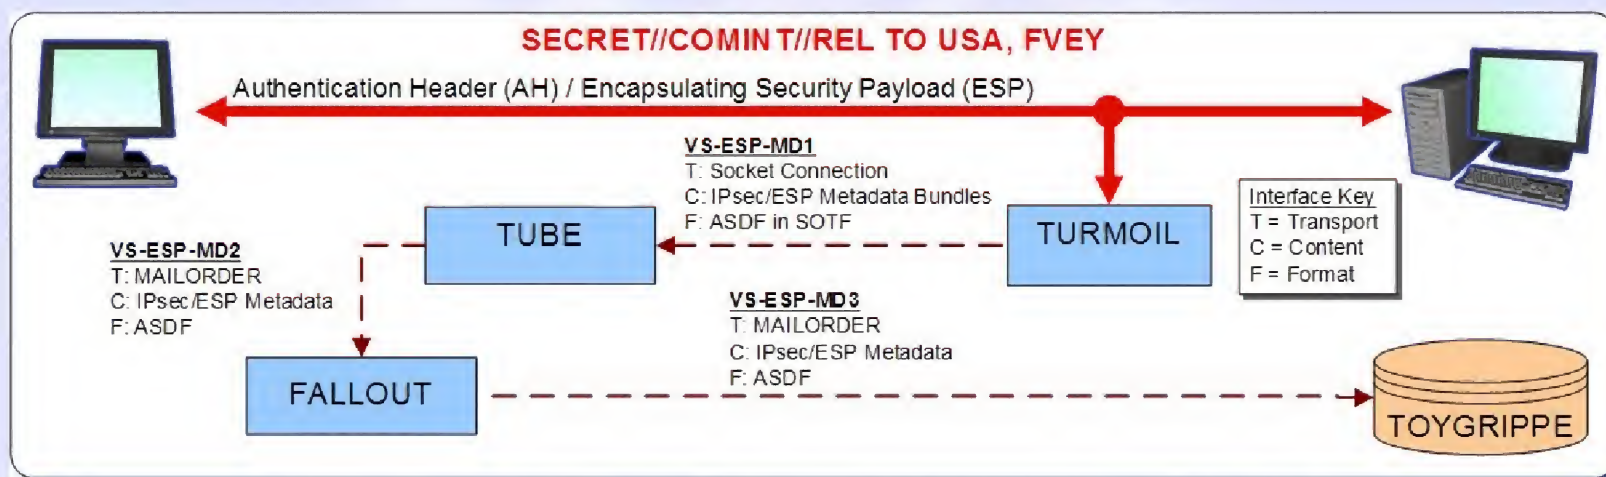 SECRET//COMINT//REL TO USA, FVEY
Authentication Header (AH) / Encapsulating Security Payload (ESP)
VS-ESP-MD1
T: Socket Connection
C: IPsec/ESP Metadata Bundles
F: ASDF in SOTF
TUBE
TURMOIL
Interface Key
T = Transport
C = Content
F = Format
VS-ESP-MD2
T: MAILORDER
C: IPsec/ESP Metadata
F: ASDF
VS-ESP-MD3
T: MAILORDER
C: IPsec/ESP Metadata
F: ASDF
FALLOUT
TOYGRIPPE